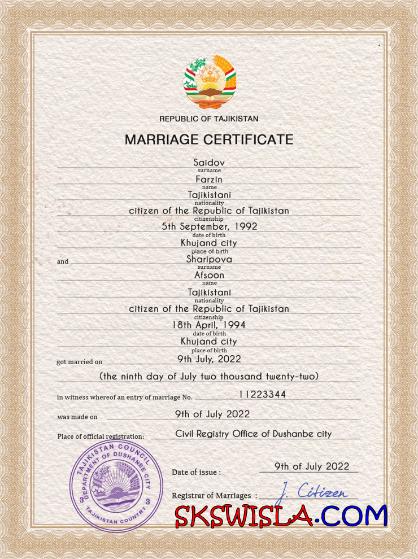 REPUBLIC OF TAJIKISTAN
MARRIAGE CERTIFICATE
Saidov
surname
Farzin
name
Tajikistani
nationality
citizen of the Republic of Tajikistan
citizenship
5th September, 1992
date of birth
Khujand city
place of birth
and Sharipova
surname
Afsoon
name
Tajikistani
nationality
citizen of the Republic of Tajikistan
citizenship
18th April, 1994
date of birth
Khujand city
place of birth
got married on 9th July, 2022
(the ninth day of July two thousand twenty-two)
in witness whereof an entry of marriage No. 11223344
was made on 9th of July 2022
Place of official registration: Civil Registry Office of Dushanbe city
TAJIKISTAN COUNCIL
DEPARTMENT OF DUSHANBE CITY
TAJIKISTAN COUNTRY
Date of issue : 9th of July 2022
Registrar of Marriages : J. Citizen
SKSWISLA.COM